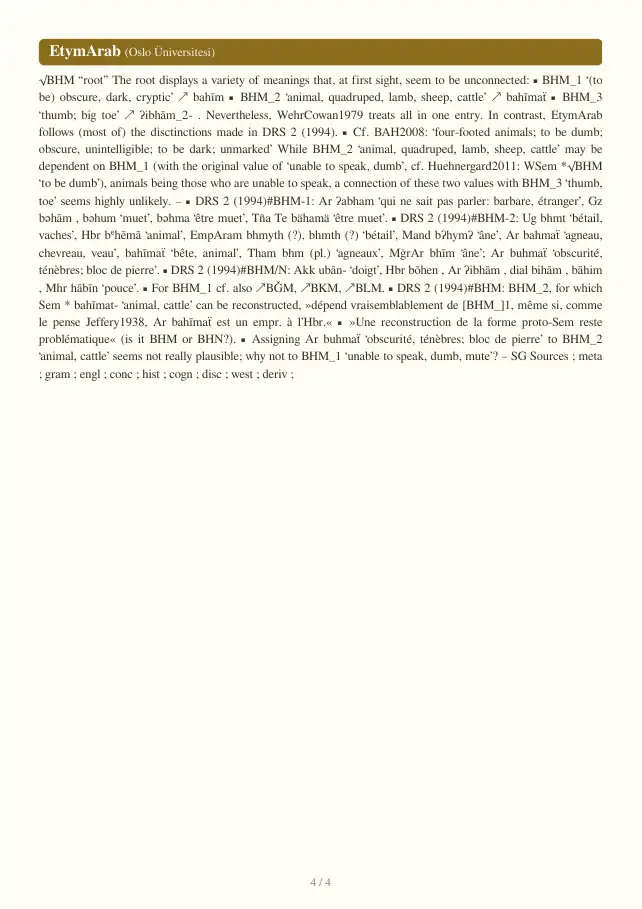 EtymArab (Oslo Üniversitesi)
√BHM “root” The root displays a variety of meanings that, at first sight, seem to be unconnected: ▪ BHM_1 ‘(to
be) obscure, dark, cryptic’ ↗ bahīm ▪ BHM_2 ‘animal, quadruped, lamb, sheep, cattle’ ↗ bahīmaẗ ▪ BHM_3
‘thumb; big toe’ ↗ ʔibhām_2- . Nevertheless, WehrCowan1979 treats all in one entry. In contrast, EtymArab
follows (most of) the disctinctions made in DRS 2 (1994). ▪ Cf. BAH2008: ‘four-footed animals; to be dumb;
obscure, unintelligible; to be dark; unmarked’ While BHM_2 ‘animal, quadruped, lamb, sheep, cattle’ may be
dependent on BHM_1 (with the original value of ‘unable to speak, dumb’, cf. Huehnergard2011: WSem *√BHM
‘to be dumb’), animals being those who are unable to speak, a connection of these two values with BHM_3 ‘thumb,
toe’ seems highly unlikely. – ▪ DRS 2 (1994)#BHM-1: Ar ʔabham ‘qui ne sait pas parler: barbare, étranger’, Gz
bǝhām , bǝhum ‘muet’, bǝhma ‘être muet’, Tña Te bähamä ‘être muet’. ▪ DRS 2 (1994)#BHM-2: Ug bhmt ‘bétail,
vaches’, Hbr bᵊhēmā ‘animal’, EmpAram bhmyth (?), bhmth (?) ‘bétail’, Mand bʔhymʔ ‘âne’, Ar bahmaẗ ‘agneau,
chevreau, veau’, bahīmaẗ ‘bête, animal’, Tham bhm (pl.) ‘agneaux’, MġrAr bhīm ‘âne’; Ar buhmaẗ ‘obscurité,
ténèbres; bloc de pierre’. ▪ DRS 2 (1994)#BHM/N: Akk ubān- ‘doigt’, Hbr bōhen , Ar ʔibhām , dial bihām , bāhim
, Mhr hābīn ‘pouce’. ▪ For BHM_1 cf. also ↗BĞM, ↗BKM, ↗BLM. ▪ DRS 2 (1994)#BHM: BHM_2, for which
Sem * bahīmat- ‘animal, cattle’ can be reconstructed, »dépend vraisemblablement de [BHM_]1, même si, comme
le pense Jeffery1938, Ar bahīmaẗ est un empr. à l’Hbr.« ▪ »Une reconstruction de la forme proto-Sem reste
problématique« (is it BHM or BHN?). ▪ Assigning Ar buhmaẗ ‘obscurité, ténèbres; bloc de pierre’ to BHM_2
‘animal, cattle’ seems not really plausible; why not to BHM_1 ‘unable to speak, dumb, mute’? – SG Sources ; meta
; gram ; engl ; conc ; hist ; cogn ; disc ; west ; deriv ;
4 / 4